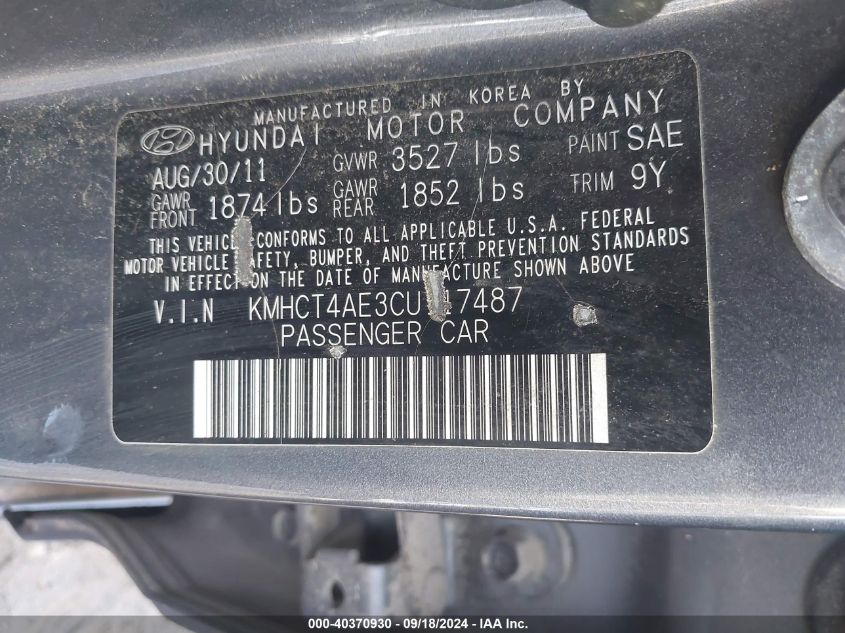 MANUFACTURED IN KOREA BY
HYUNDAI MOTOR COMPANY
AUG/30/11 GVWR 3527 lbs PAINT SAE
GAWR FRONT 1874 lbs GAWR REAR 1852 lbs TRIM 9Y
THIS VEHICLE CONFORMS TO ALL APPLICABLE U.S.A. FEDERAL
MOTOR VEHICLE SAFETY, BUMPER, AND THEFT PREVENTION STANDARDS
IN EFFECT ON THE DATE OF MANUFACTURE SHOWN ABOVE
V.I.N
PASSENGER CAR
000-40370930 - 09/18/2024 - IAA Inc.